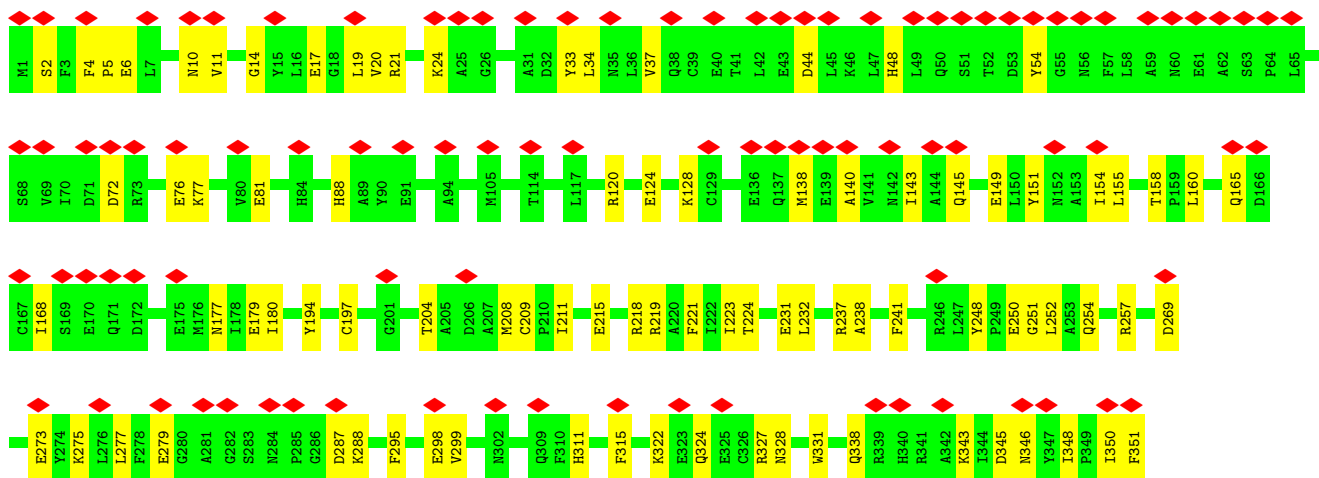 M1 S2 F3 F4 P5 E6 L7 N10 V11 G14 Y15 L16 E17 G18 L19 V20 R21 K24 A25 G26 A31 D32 Y33 L34 N35 L36 V37 Q38 C39 E40 T41 L42 E43 D44 L45 K46 L47 H48 L49 Q50 S51 T52 D53 Y54 G55 N56 F57 L58 A59 N60 E61 A62 S63 P64 L65
S68 V69 I70 D71 D72 R73 E76 K77 V80 E81 H84 H88 A89 Y90 E91 A94 M105 T114 L117 R120 E124 K128 C129 E136 Q137 M138 E139 A140 V141 N142 I143 A144 Q145 E149 L150 Y151 N152 A153 I154 L155 T158 P159 L160 Q165 D166
C167 I168 S169 E170 Q171 D172 E175 M176 N177 I178 E179 I180 Y194 C197 G201 T204 A205 D206 A207 M208 C209 P210 I211 E215 R218 R219 A220 F221 I222 I223 T224 E231 L232 R237 A238 F241 R246 L247 Y248 P249 E250 G251 L252 A253 Q254 R257 D269
E273 Y274 K275 L276 L277 F278 E279 G280 A281 G282 S283 N284 P285 G286 D287 K288 F295 E298 V299 N302 Q309 F310 H311 F315 K322 E323 Q324 E325 C326 R327 N328 W331 Q338 R339 H340 R341 A342 K343 I344 D345 N346 Y347 I348 P349 I350 F351